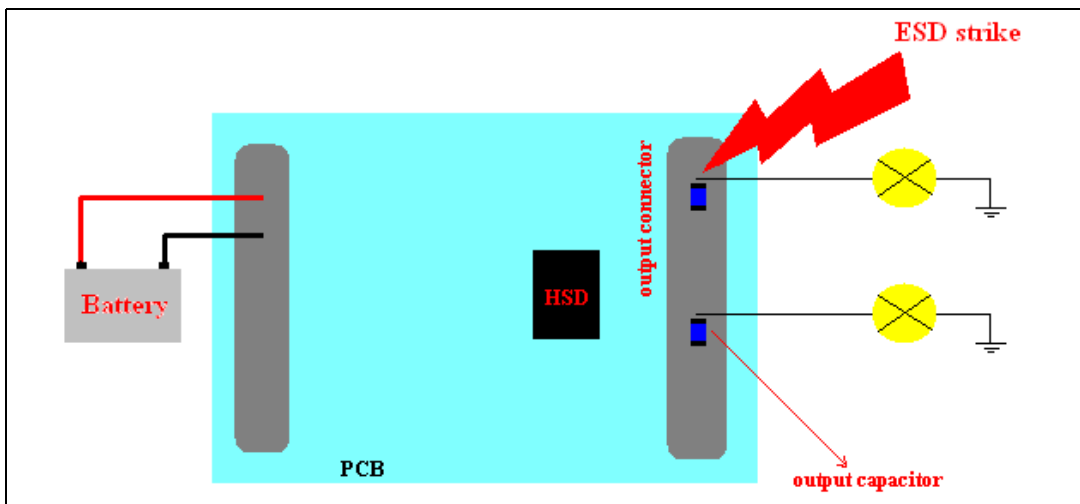 ESD strike
output connector
Battery
HSD
PCB
output capacitor